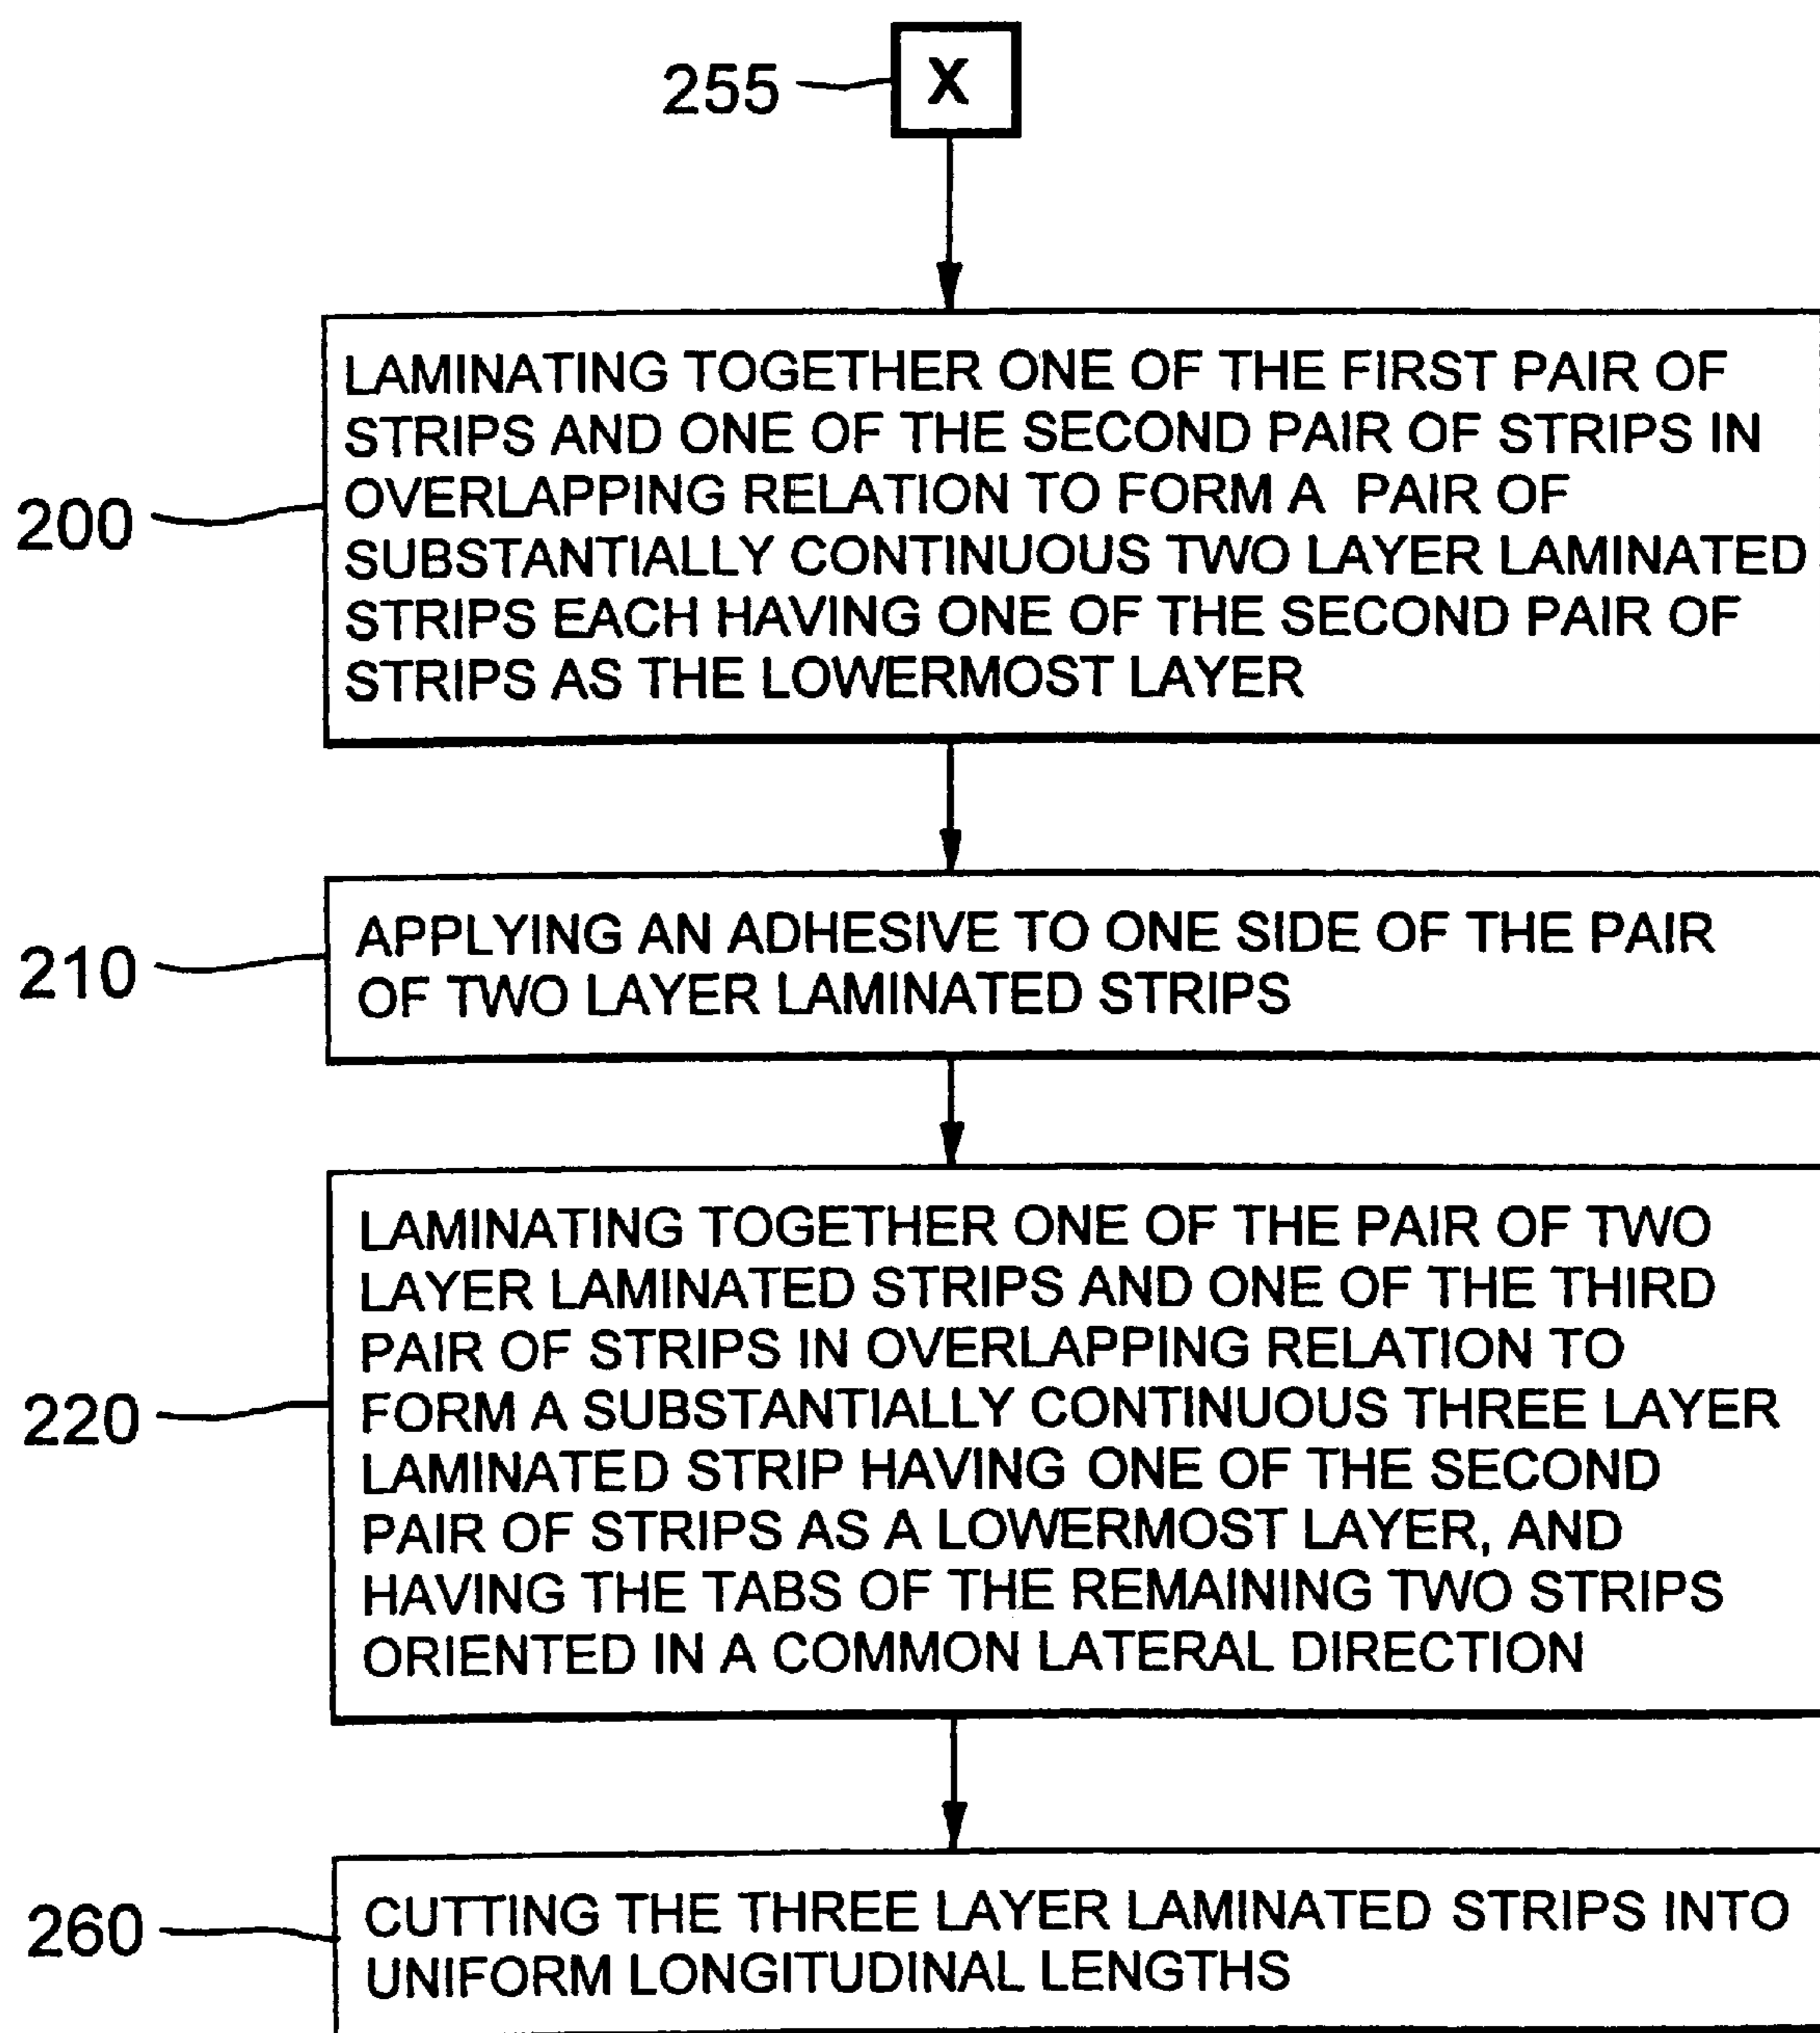 255
X
200
LAMINATING TOGETHER ONE OF THE FIRST PAIR OF
STRIPS AND ONE OF THE SECOND PAIR OF STRIPS IN
OVERLAPPING RELATION TO FORM A PAIR OF
SUBSTANTIALLY CONTINUOUS TWO LAYER LAMINATED
STRIPS EACH HAVING ONE OF THE SECOND PAIR OF
STRIPS AS THE LOWERMOST LAYER
210
APPLYING AN ADHESIVE TO ONE SIDE OF THE PAIR
OF TWO LAYER LAMINATED STRIPS
220
LAMINATING TOGETHER ONE OF THE PAIR OF TWO
LAYER LAMINATED STRIPS AND ONE OF THE THIRD
PAIR OF STRIPS IN OVERLAPPING RELATION TO
FORM A SUBSTANTIALLY CONTINUOUS THREE LAYER
LAMINATED STRIP HAVING ONE OF THE SECOND
PAIR OF STRIPS AS A LOWERMOST LAYER, AND
HAVING THE TABS OF THE REMAINING TWO STRIPS
ORIENTED IN A COMMON LATERAL DIRECTION
260
CUTTING THE THREE LAYER LAMINATED STRIPS INTO
UNIFORM LONGITUDINAL LENGTHS